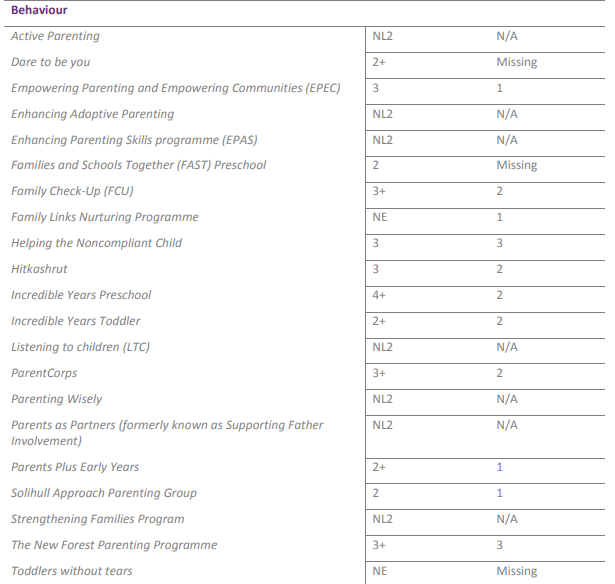 Behaviour
Active Parenting NL2 N/A
Dare to be you 2+ Missing
Empowering Parenting and Empowering Communities (EPEC) 3 1
Enhancing Adoptive Parenting NL2 N/A
Enhancing Parenting Skills programme (EPAS) NL2 N/A
Families and Schools Together (FAST) Preschool 2 Missing
Family Check-Up (FCU) 3+ 2
Family Links Nurturing Programme NE 1
Helping the Noncompliant Child 3 3
Hitkashrut 3 2
Incredible Years Preschool 4+ 2
Incredible Years Toddler 2+ 2
Listening to children (LTC) NL2 N/A
ParentCorps 3+ 2
Parenting Wisely NL2 N/A
Parents as Partners (formerly known as Supporting Father NL2 N/A
Involvement)
Parents Plus Early Years 2+ 1
Solihull Approach Parenting Group 2 1
Strengthening Families Program NL2 N/A
The New Forest Parenting Programme 3+ 3
Toddlers without tears NE Missing